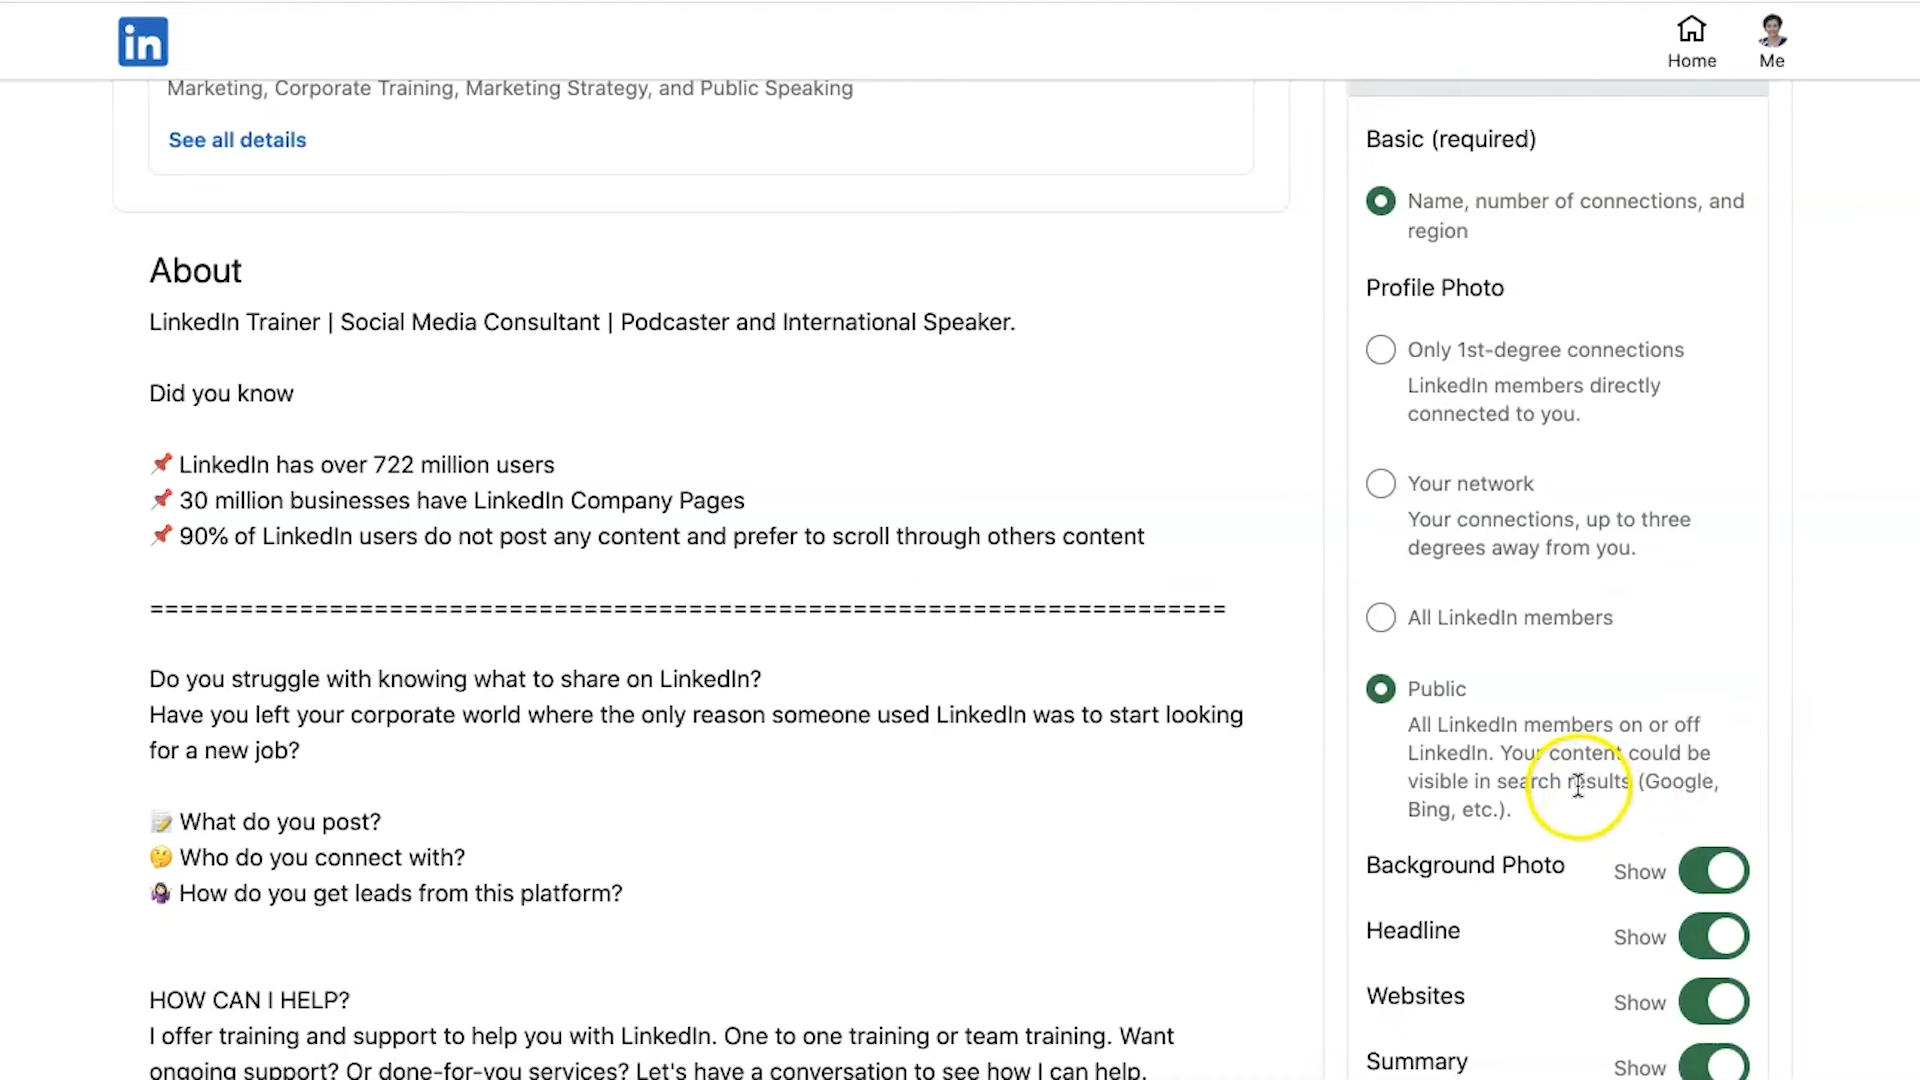 in
Home
Me
Marketing, Corporate Training, Marketing Strategy, and Public Speaking
See all details
About
LinkedIn Trainer | Social Media Consultant | Podcaster and International Speaker.
Did you know
📌 LinkedIn has over 722 million users
📌 30 million businesses have LinkedIn Company Pages
📌 90% of LinkedIn users do not post any content and prefer to scroll through others content
========================================================================
Do you struggle with knowing what to share on LinkedIn?
Have you left your corporate world where the only reason someone used LinkedIn was to start looking
for a new job?
📝 What do you post?
🤔 Who do you connect with?
🤷🏻‍♀️ How do you get leads from this platform?
HOW CAN I HELP?
I offer training and support to help you with LinkedIn. One to one training or team training. Want
ongoing support? Or done-for-you services? Let's have a conversation to see how I can help.
Basic (required)
Name, number of connections, and
region
Profile Photo
Only 1st-degree connections
LinkedIn members directly
connected to you.
Your network
Your connections, up to three
degrees away from you.
All LinkedIn members
Public
All LinkedIn members on or off
LinkedIn. Your content could be
visible in search results (Google,
Bing, etc.).
Background Photo Show
Headline Show
Websites Show
Summary Show